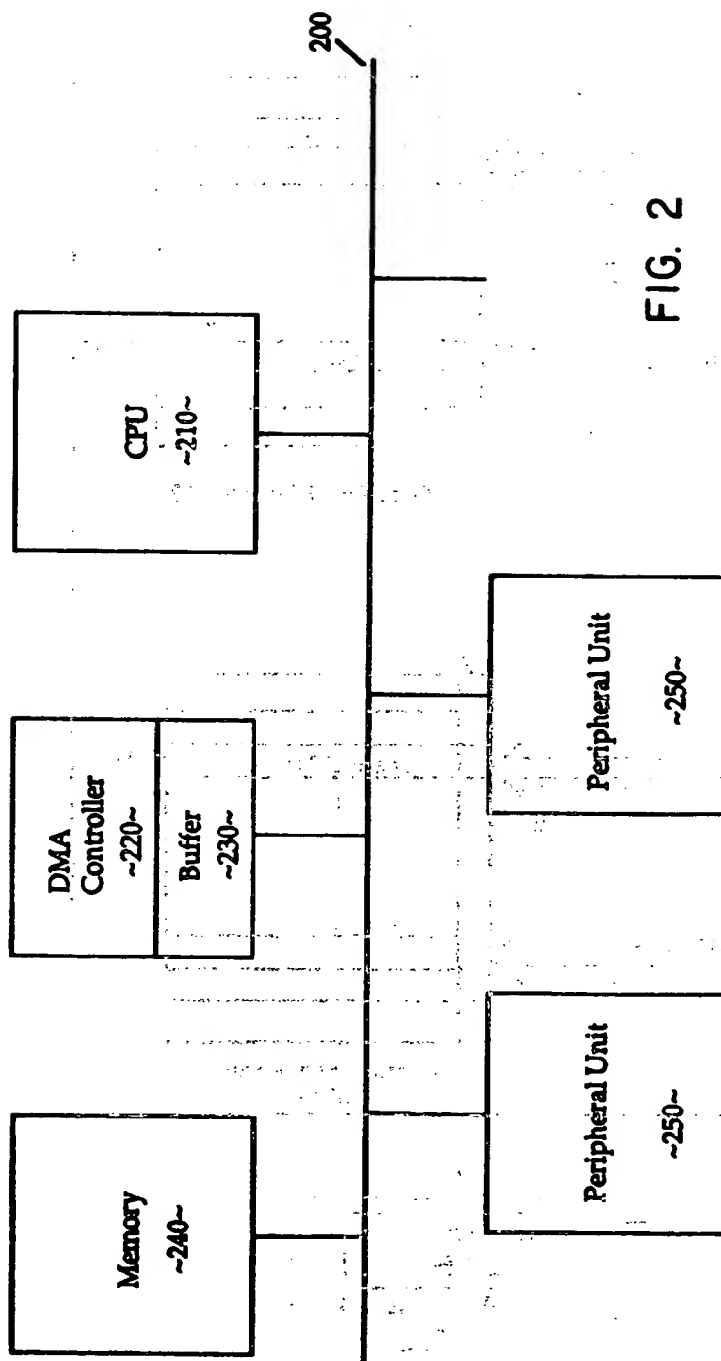 Memory
~240~
DMA
Controller
~220~
Buffer
~230~
CPU
~210~
200
Peripheral Unit
~250~
Peripheral Unit
~250~
FIG. 2